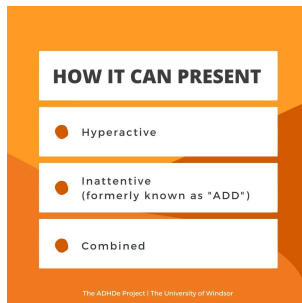 HOW IT CAN PRESENT
Hyperactive
Inattentive
(formerly known as "ADD")
Combined
The ADHDe Project | The University of Windsor